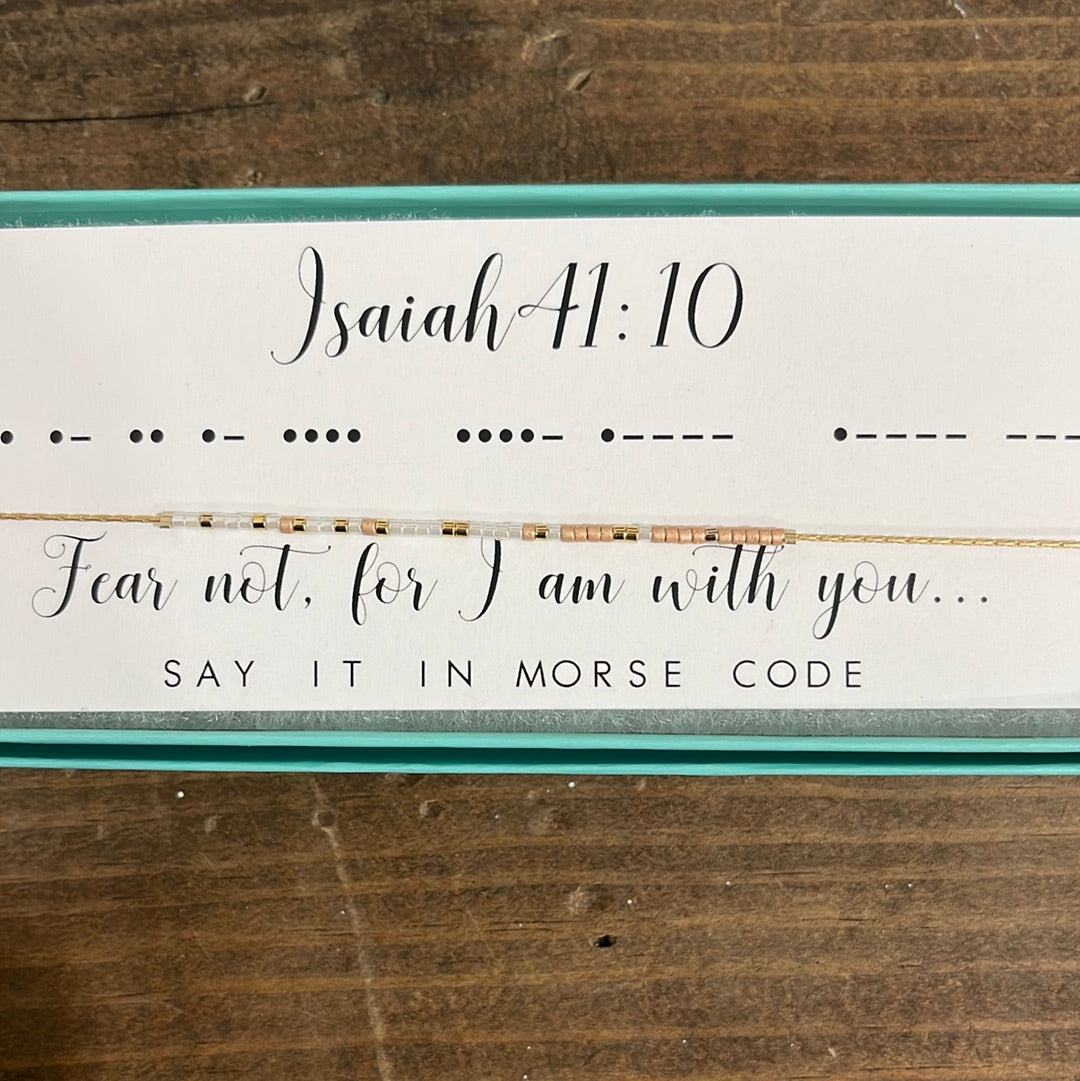 Isaiah 41:10
• •– •• •– •••• ••••– •–––– •–––– –––
Fear not, for I am with you...
SAY IT IN MORSE CODE